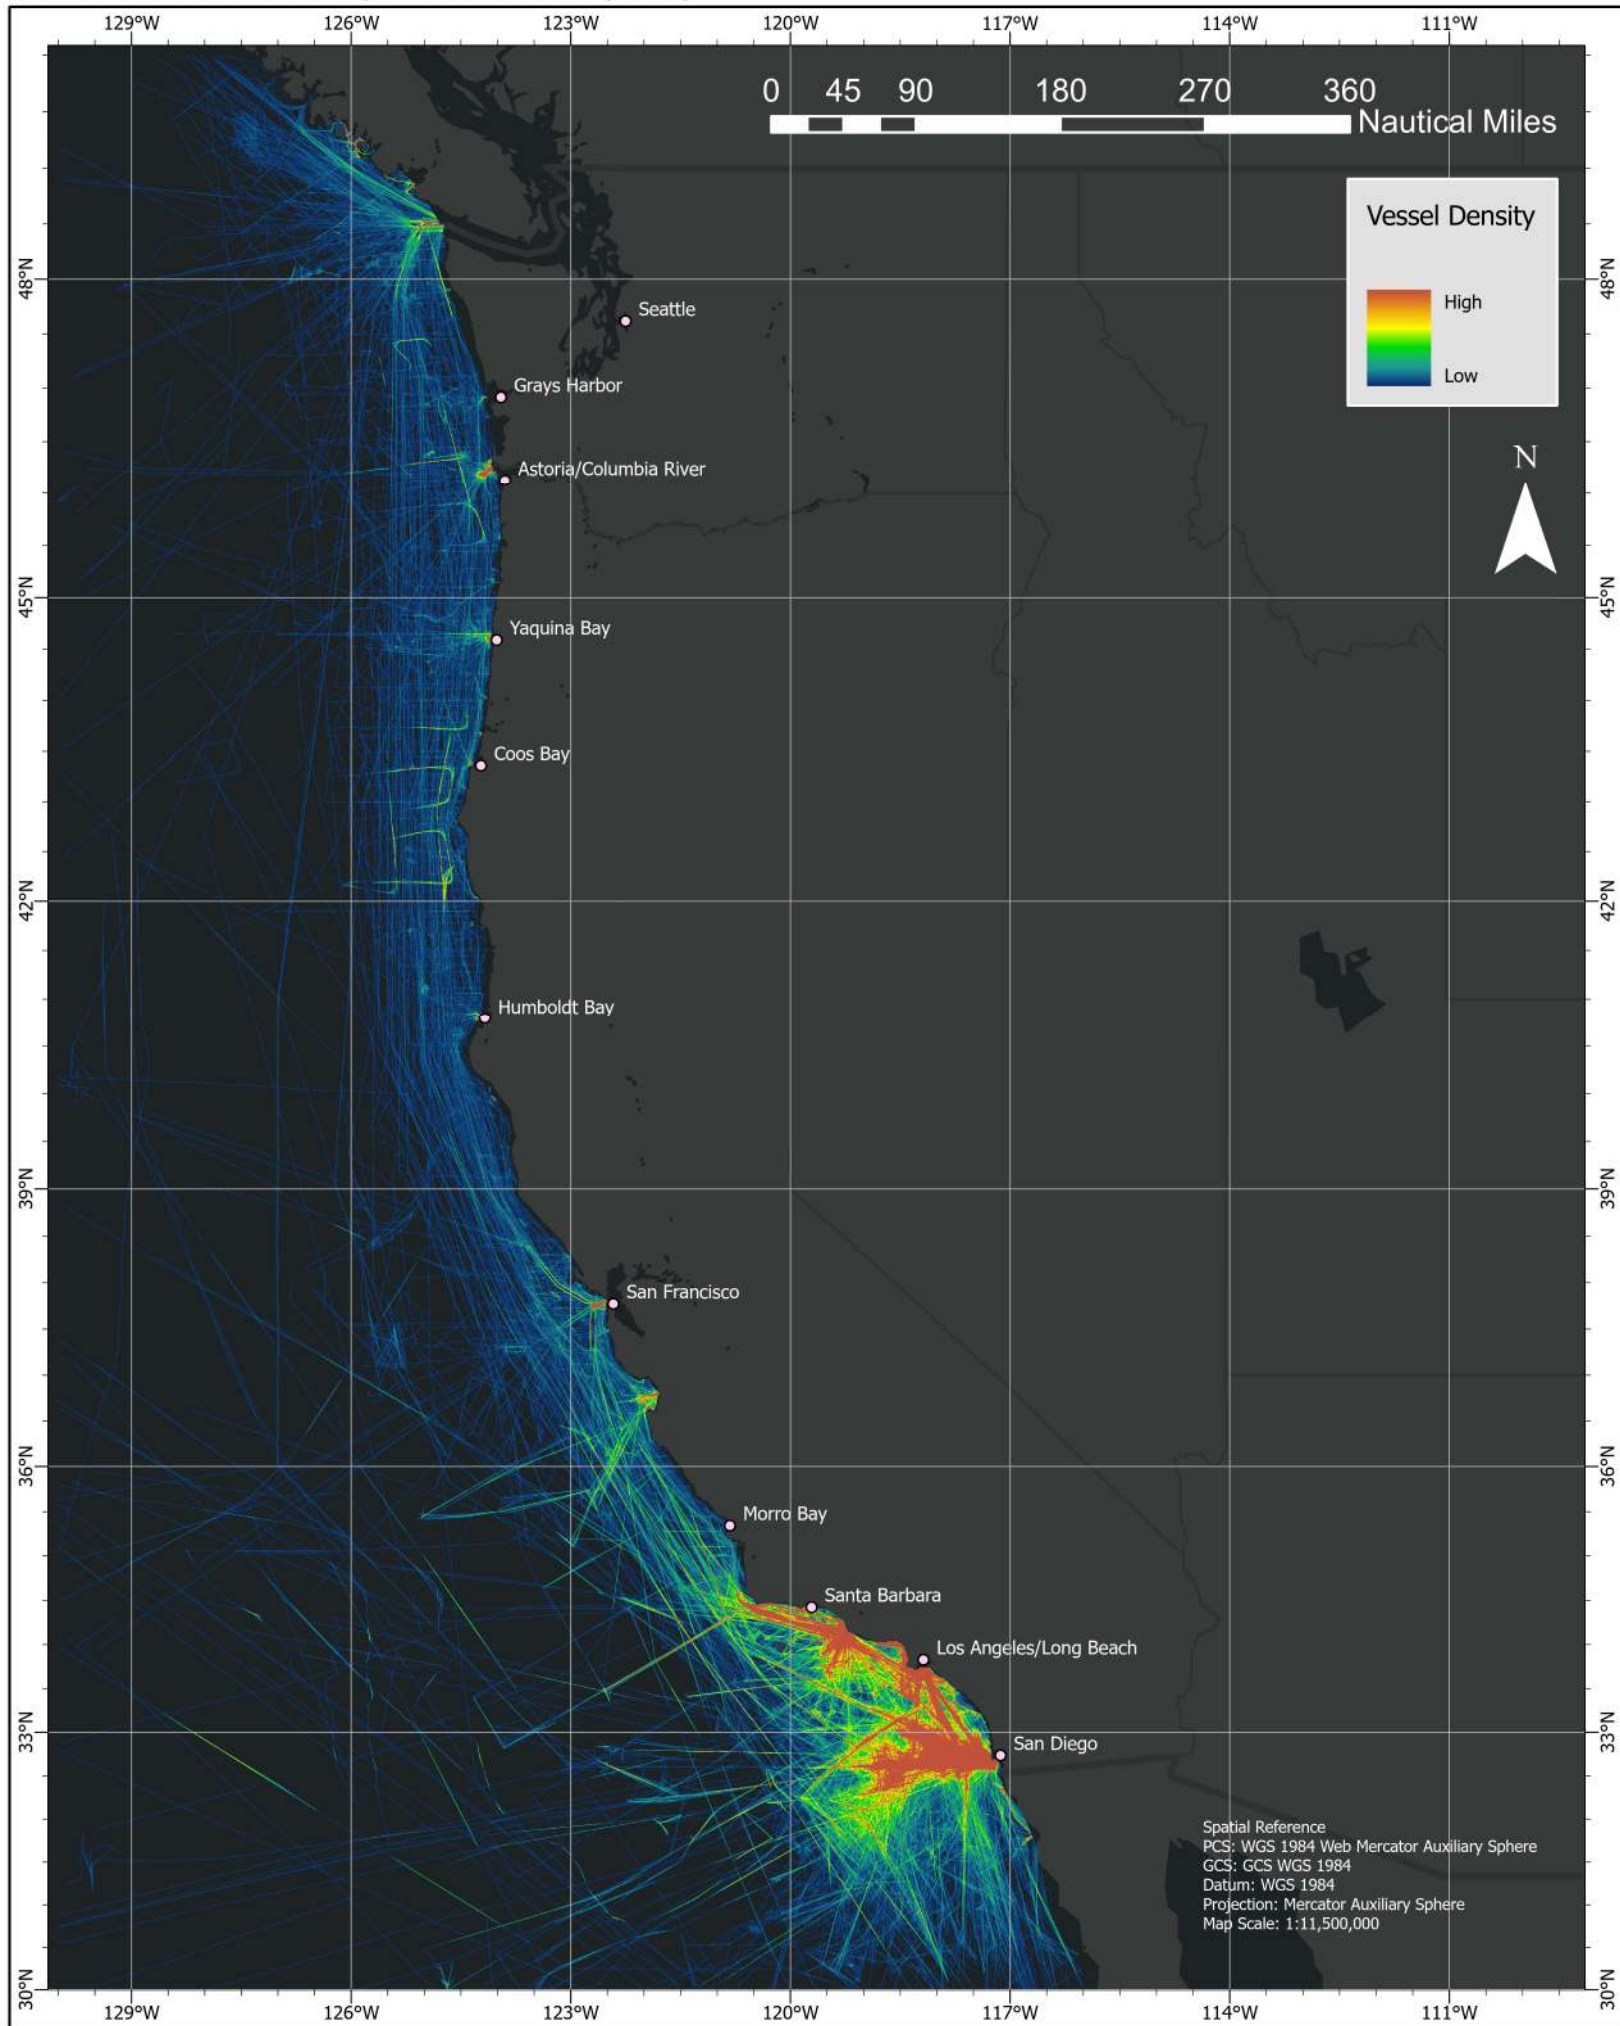 129°W 126°W 123°W 120°W 117°W 114°W 111°W
0 45 90 180 270 360
Nautical Miles
Vessel Density
High
Low
N
48°N 48°N
Seattle
Grays Harbor
Astoria/Columbia River
45°N 45°N
Yaquina Bay
Coos Bay
42°N 42°N
Humboldt Bay
39°N 39°N
San Francisco
36°N 36°N
Morro Bay
Santa Barbara
Los Angeles/Long Beach
33°N 33°N
San Diego
Spatial Reference
PCS: WGS 1984 Web Mercator Auxiliary Sphere
GCS: GCS WGS 1984
Datum: WGS 1984
Projection: Mercator Auxiliary Sphere
Map Scale: 1:11,500,000
30°N 30°N
129°W 126°W 123°W 120°W 117°W 114°W 111°W